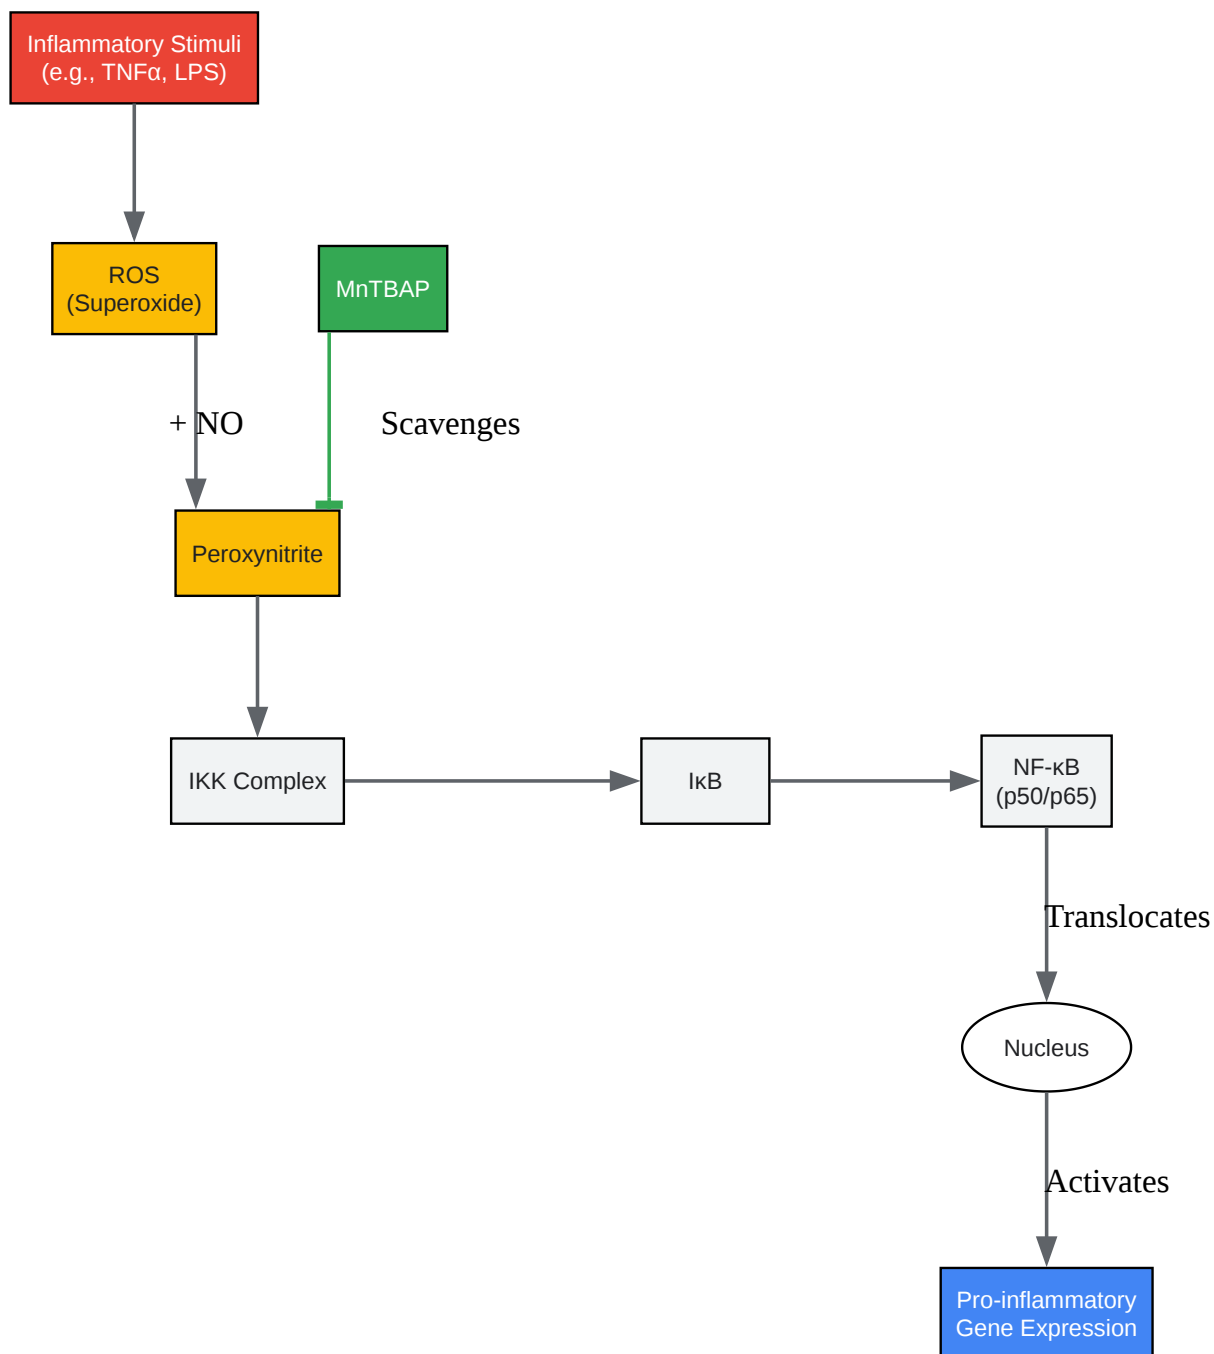 Inflammatory Stimuli
(e.g., TNFα, LPS)
ROS
(Superoxide)
MnTBAP
+ NO
Scavenges
Peroxynitrite
IKK Complex
IκB
NF-κB
(p50/p65)
Translocates
Nucleus
Activates
Pro-inflammatory
Gene Expression